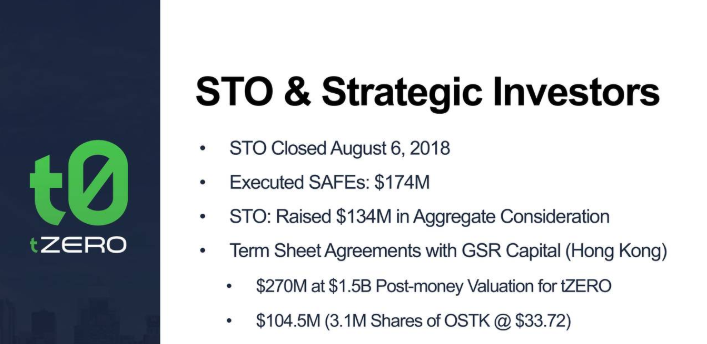 t0
tZERO
STO & Strategic Investors
• STO Closed August 6, 2018
• Executed SAFEs: $174M
• STO: Raised $134M in Aggregate Consideration
• Term Sheet Agreements with GSR Capital (Hong Kong)
• $270M at $1.5B Post-money Valuation for tZERO
• $104.5M (3.1M Shares of OSTK @ $33.72)